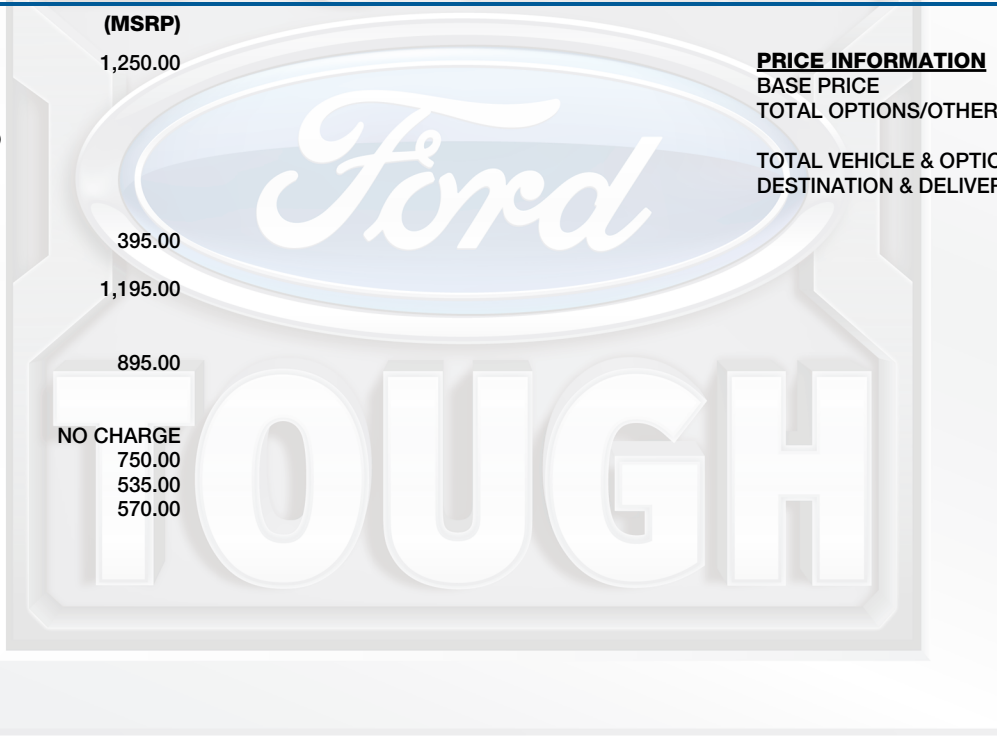 (MSRP)
1,250.00
395.00
1,195.00
895.00
NO CHARGE
750.00
535.00
570.00
PRICE INFORMATION
BASE PRICE
TOTAL OPTIONS/OTHER
TOTAL VEHICLE & OPTIO
DESTINATION & DELIVER
Ford
TOUGH